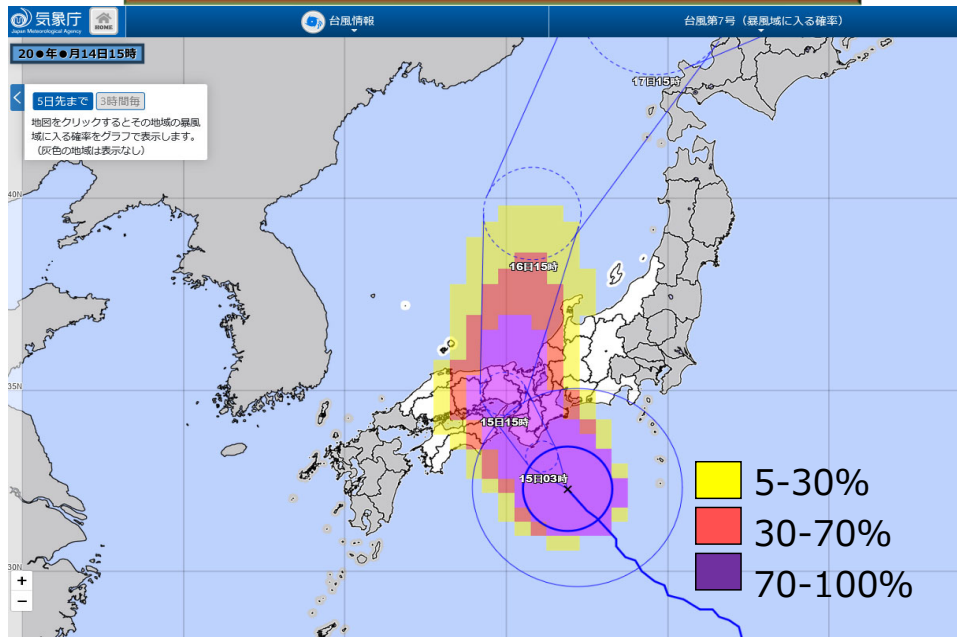 気象庁
Japan Meteorological Agency
HOME
台風情報
台風第7号（暴風域に入る確率）
20●年●月14日15時
5日先まで 3時間毎
地図をクリックするとその地域の暴風
域に入る確率をグラフで表示します。
（灰色の地域は表示なし）
17日15時
40N
16日15時
35N
15日15時
15日03時
5-30%
30-70%
70-100%
30N
+
−